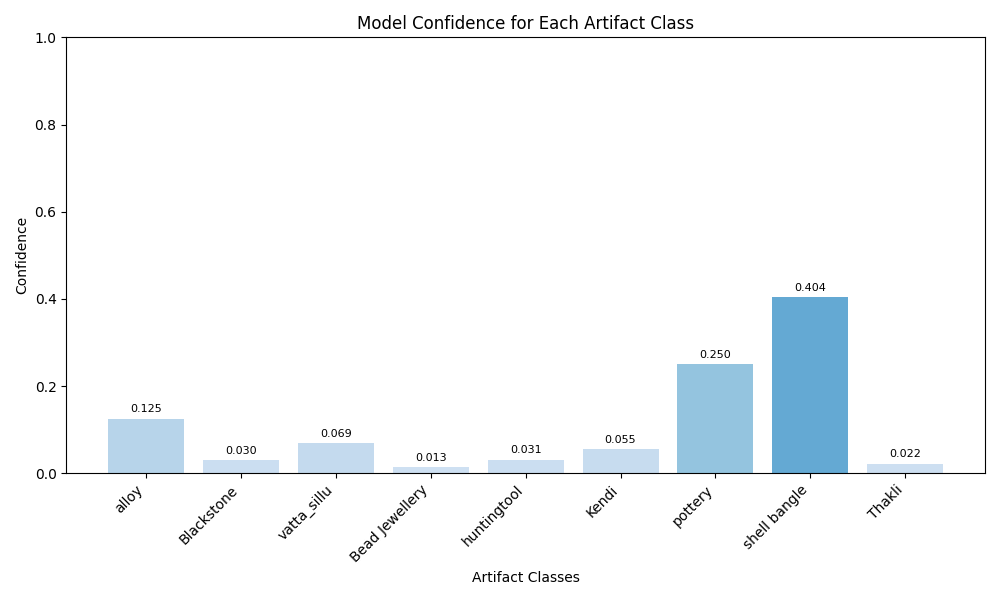 Model Confidence for Each Artifact Class
1.0
0.8
0.6
0.4
0.2
0.0
Confidence
0.125
0.030
0.069
0.013
0.031
0.055
0.250
0.404
0.022
alloy
Blackstone
vatta_sillu
Bead Jewellery
huntingtool
Kendi
pottery
shell bangle
Thakli
Artifact Classes